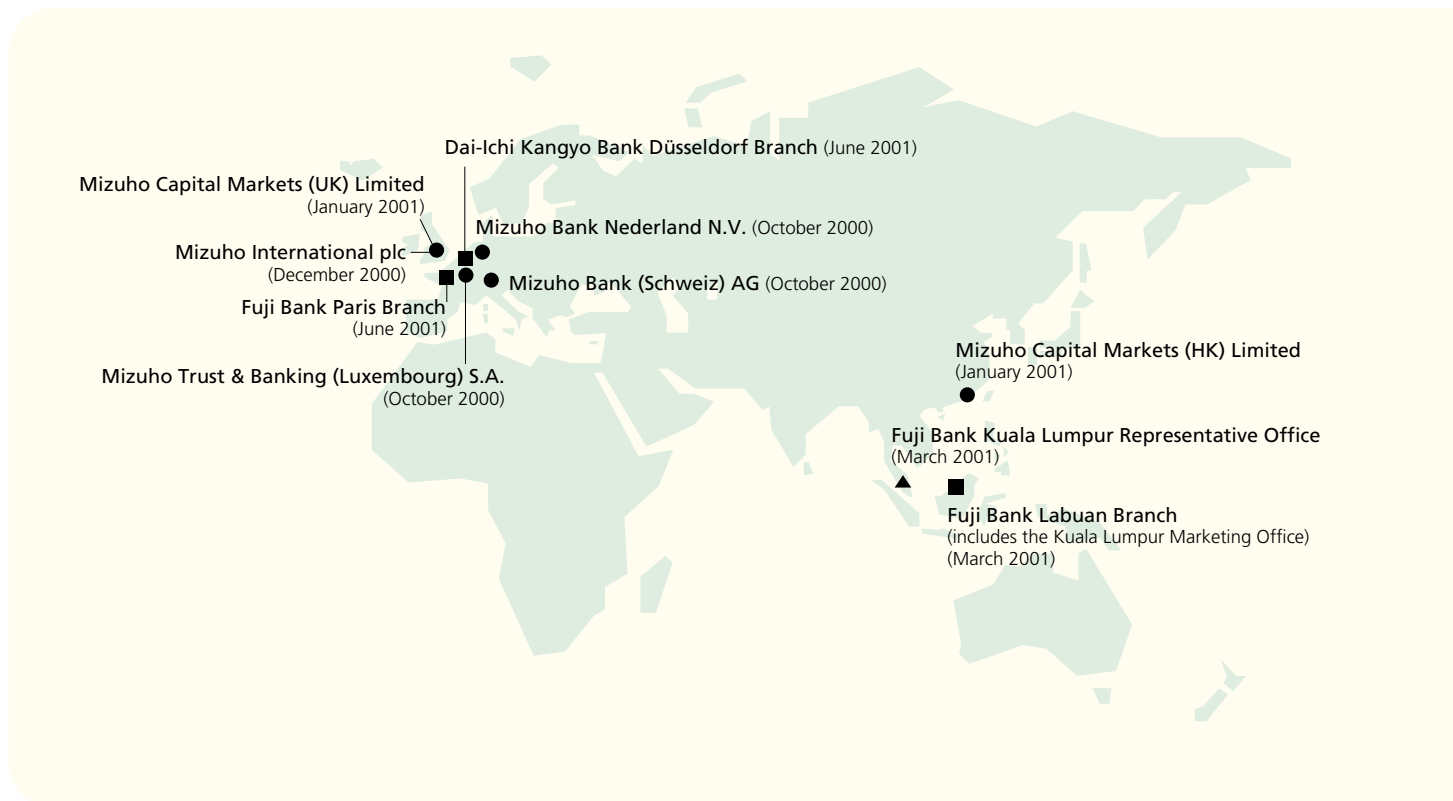 Dai-Ichi Kangyo Bank Düsseldorf Branch (June 2001)
Mizuho Capital Markets (UK) Limited
(January 2001)
Mizuho Bank Nederland N.V. (October 2000)
Mizuho International plc
(December 2000)
Mizuho Bank (Schweiz) AG (October 2000)
Fuji Bank Paris Branch
(June 2001)
Mizuho Trust & Banking (Luxembourg) S.A.
(October 2000)
Mizuho Capital Markets (HK) Limited
(January 2001)
Fuji Bank Kuala Lumpur Representative Office
(March 2001)
Fuji Bank Labuan Branch
(includes the Kuala Lumpur Marketing Office)
(March 2001)